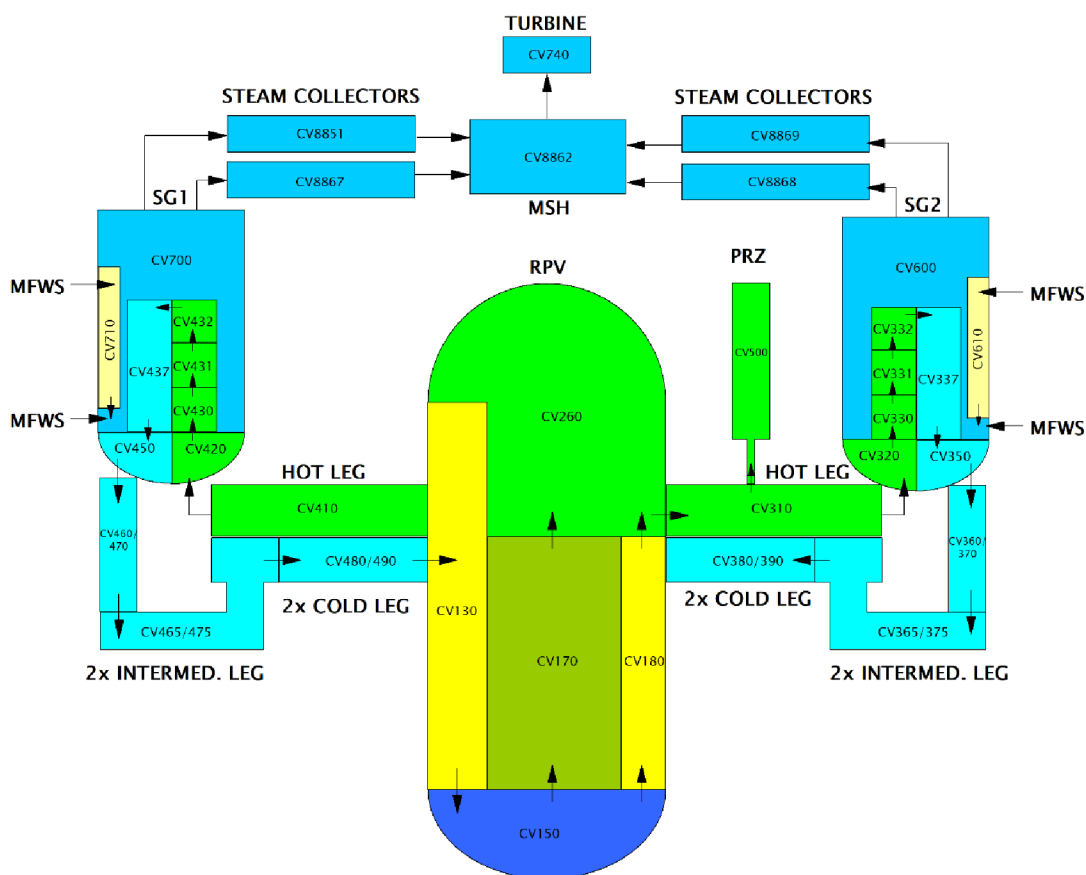 TURBINE
CV740
STEAM COLLECTORS
STEAM COLLECTORS
CV8851
CV8862
CV8869
CV8867
CV8868
SG1
MSH
SG2
CV700
RPV
PRZ
CV600
MFWS
MFWS
CV710
CV432
CV431
CV430
CV437
CV500
CV332
CV331
CV330
CV337
CV610
MFWS
MFWS
CV450
CV420
CV260
CV320
CV350
HOT LEG
HOT LEG
CV410
CV310
CV460/
470
CV360/
370
CV480/490
CV380/390
2x COLD LEG
CV130
2x COLD LEG
CV465/475
CV365/375
2x INTERMED. LEG
CV170
CV180
2x INTERMED. LEG
CV150